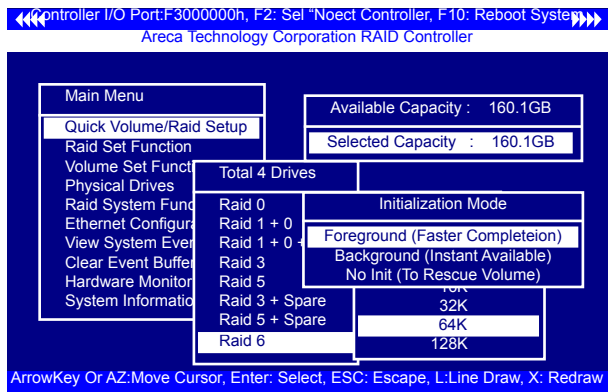 Controller I/O Port:F3000000h, F2: Sel "Noect Controller, F10: Reboot System
Areca Technology Corporation RAID Controller
Main Menu
Quick Volume/Raid Setup
Raid Set Function
Volume Set Funct
Physical Drives
Raid System Func
Ethernet Configura
View System Ever
Clear Event Buffer
Hardware Monitor
System Informatio
Total 4 Drives
Raid 0
Raid 1 + 0
Raid 1 + 0 +
Raid 3
Raid 5
Raid 3 + Spare
Raid 5 + Spare
Raid 6
Available Capacity : 160.1GB
Selected Capacity : 160.1GB
Initialization Mode
Foreground (Faster Completeion)
Background (Instant Available)
No Init (To Rescue Volume)
16K
32K
64K
128K
ArrowKey Or AZ:Move Cursor, Enter: Select, ESC: Escape, L:Line Draw, X: Redraw